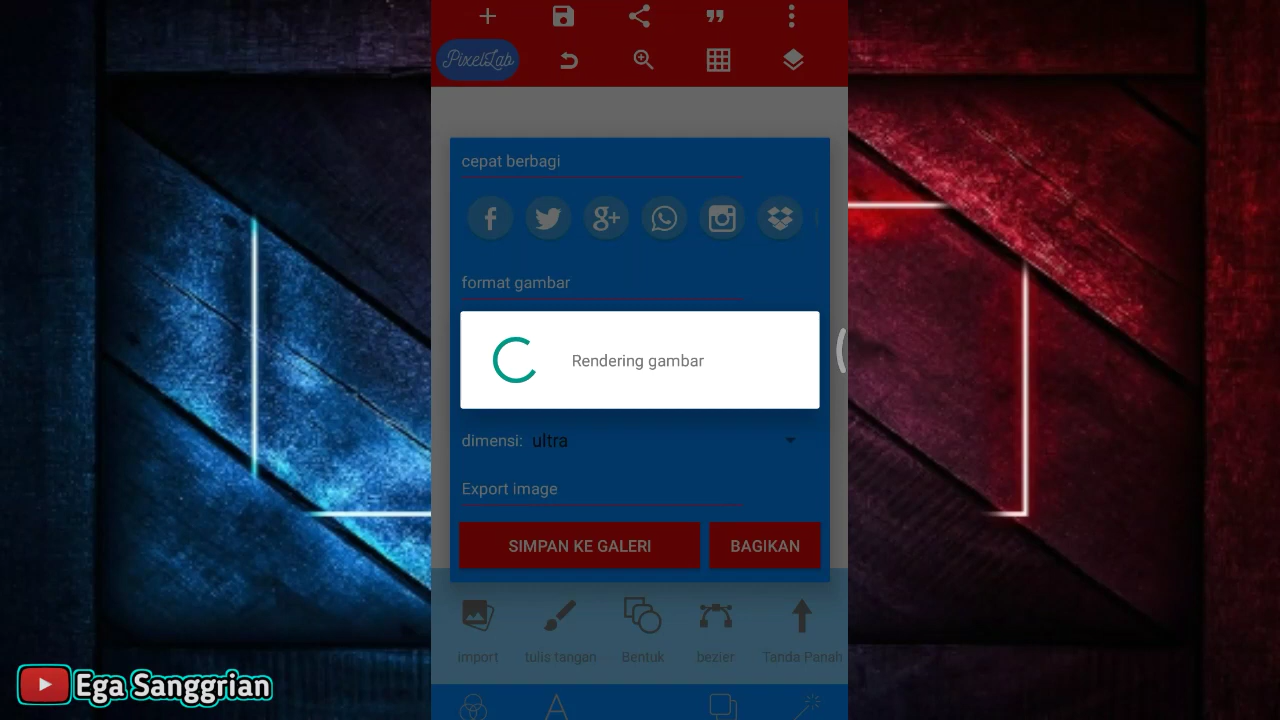 PixelLab
cepat berbagi
format gambar
Rendering gambar
dimensi: ultra
Export image
SIMPAN KE GALERI BAGIKAN
import tulis tangan Bentuk bezier Tanda Panah
Ega Sanggrian